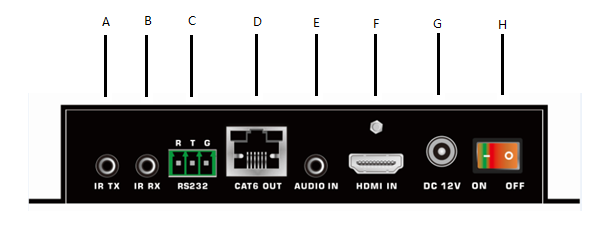 A B C D E F G H
R T G
IR TX IR RX RS232 CAT6 OUT AUDIO IN HDMI IN DC 12V ON OFF